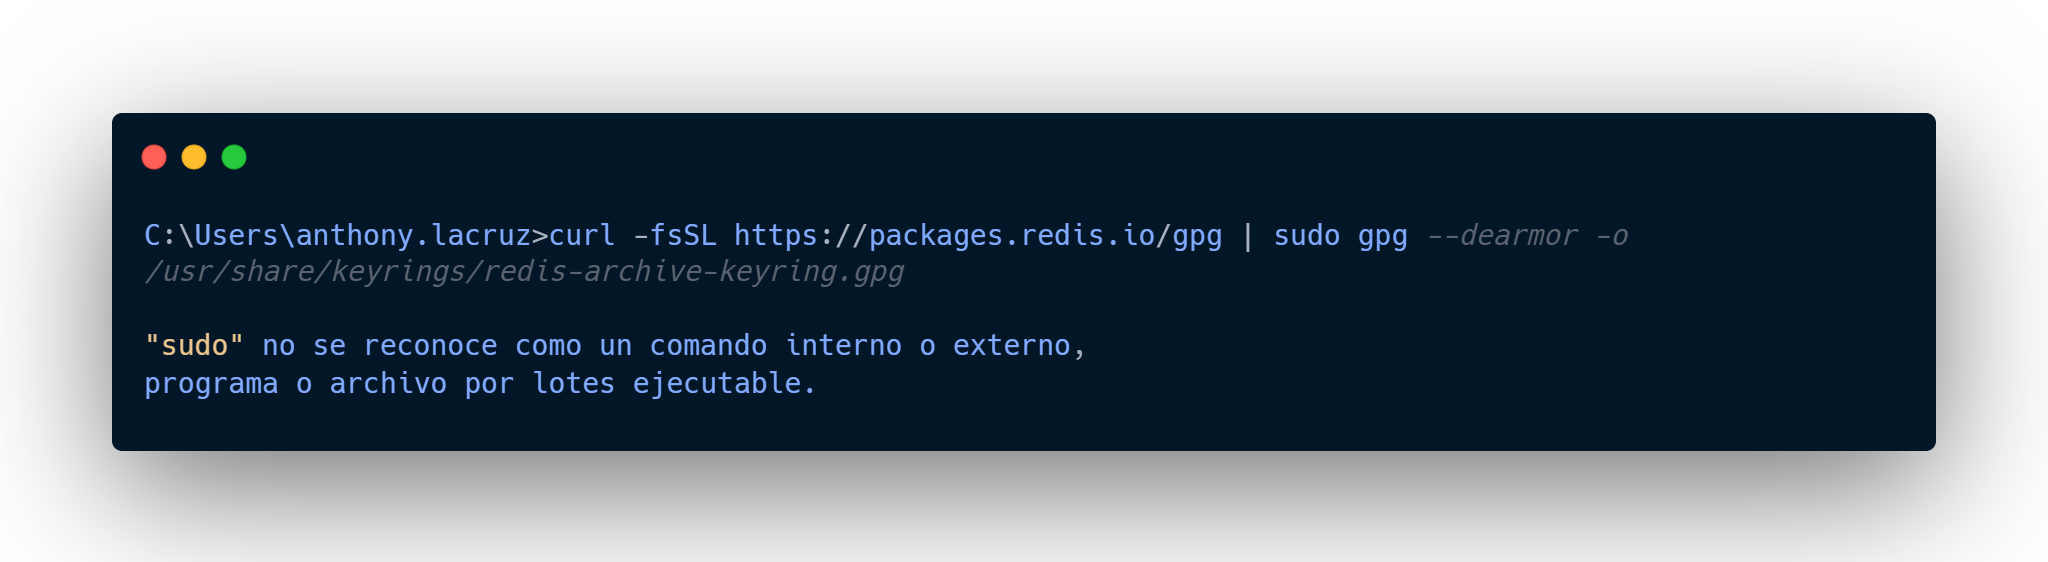 C:\Users\anthony.lacruz>curl -fsSL https://packages.redis.io/gpg | sudo gpg --dearmor -o
/usr/share/keyrings/redis-archive-keyring.gpg
"sudo" no se reconoce como un comando interno o externo,
programa o archivo por lotes ejecutable.